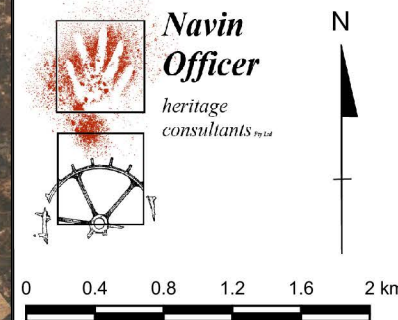 Navin
Officer
heritage
consultants Pty Ltd
N
0 0.4 0.8 1.2 1.6 2 km